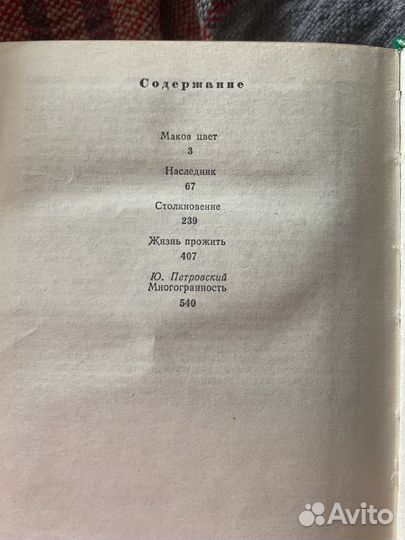 Содержание
Маков цвет
3
Наследник
67
Столкновение
239
Жизнь прожить
407
Ю. Петровский
Многогранность
540
Avito